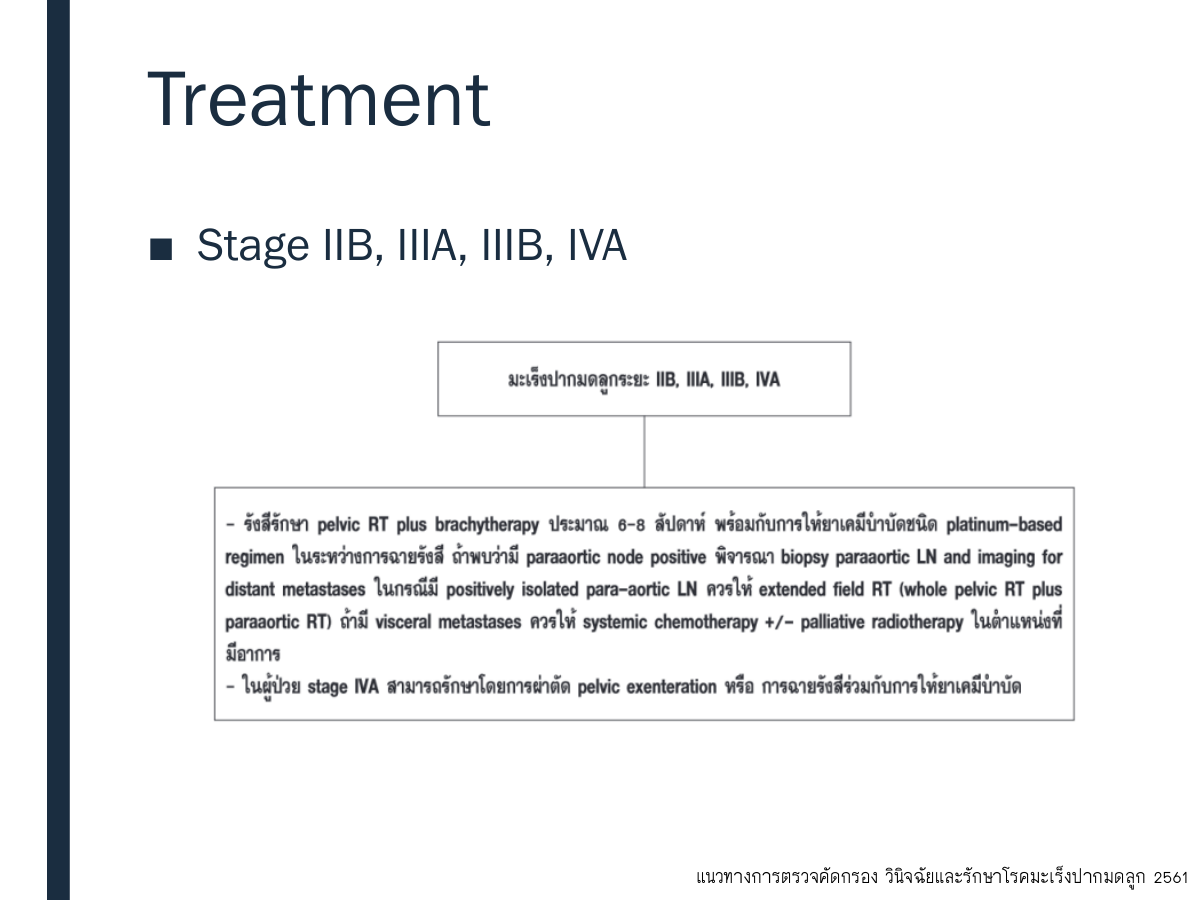 Treatment
■ Stage IIB, IIIA, IIIB, IVA
มะเร็งปากมดลูกระยะ IIB, IIIA, IIIB, IVA
- รังสีรักษา pelvic RT plus brachytherapy ประมาณ 6-8 สัปดาห์ พร้อมกับการให้ยาเคมีบำบัดชนิด platinum-based
regimen ในระหว่างการฉายรังสี ถ้าพบว่ามี paraaortic node positive พิจารณา biopsy paraaortic LN and imaging for
distant metastases ในกรณีมี positively isolated para-aortic LN ควรให้ extended field RT (whole pelvic RT plus
paraaortic RT) ถ้ามี visceral metastases ควรให้ systemic chemotherapy +/- palliative radiotherapy ในตำแหน่งที่
มีอาการ
- ในผู้ป่วย stage IVA สามารถรักษาโดยการผ่าตัด pelvic exenteration หรือ การฉายรังสีร่วมกับการให้ยาเคมีบำบัด
แนวทางการตรวจคัดกรอง วินิจฉัยและรักษาโรคมะเร็งปากมดลูก 2561